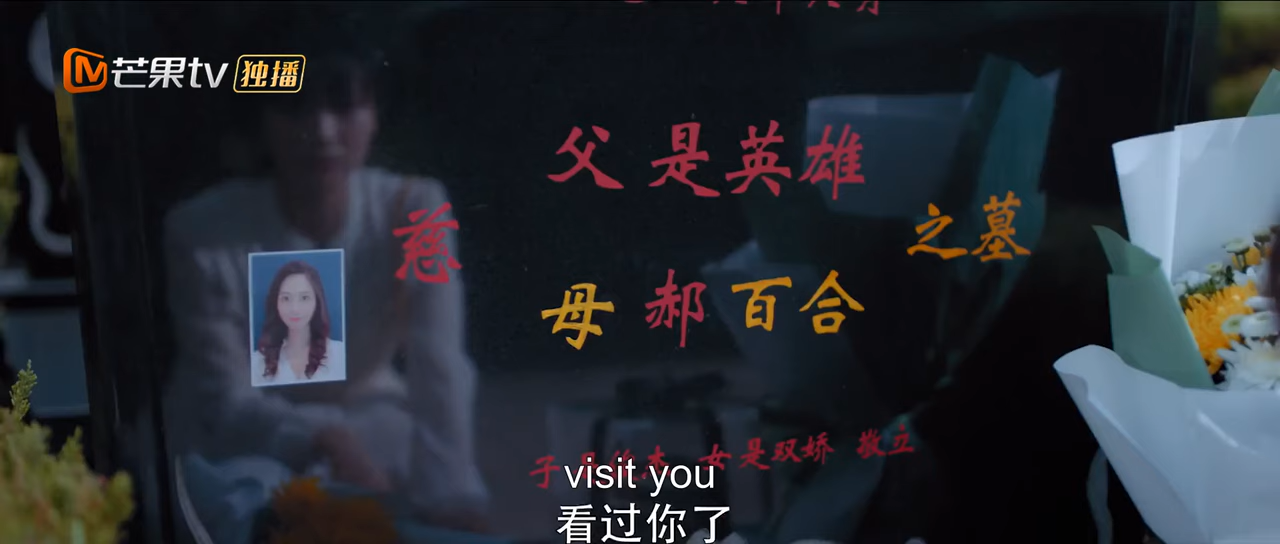 芒果tv 独播
父是英雄
慈 之墓
母郝百合
子 女是双娇 敬立
visit you
看过你了